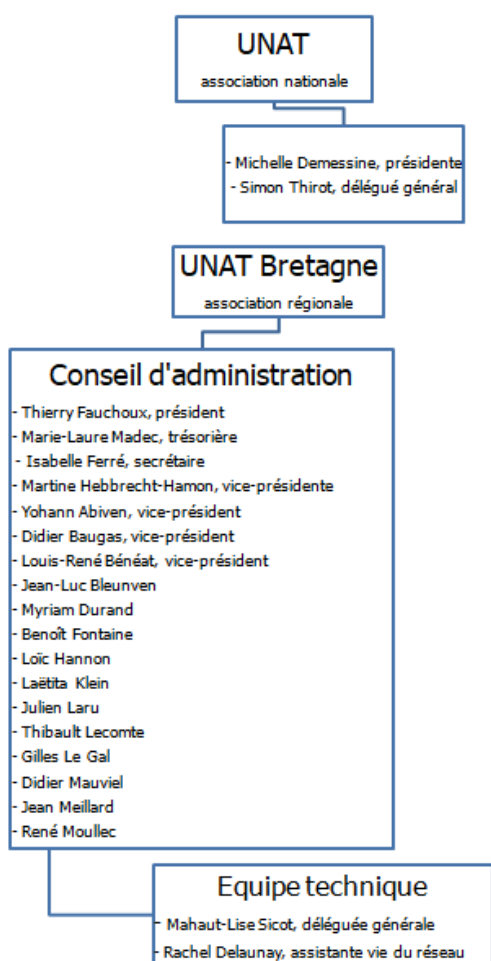 UNAT
association nationale
- Michelle Demessine, présidente
- Simon Thirot, délégué général
UNAT Bretagne
association régionale
Conseil d'administration
- Thierry Fauchoux, président
- Marie-Laure Madec, trésorière
- Isabelle Ferré, secrétaire
- Martine Hebbrecht-Hamon, vice-présidente
- Yohann Abiven, vice-président
- Didier Baugas, vice-président
- Louis-René Bénéat, vice-président
- Jean-Luc Bleunven
- Myriam Durand
- Benoît Fontaine
- Loïc Hannon
- Laëtita Klein
- Julien Laru
- Thibault Lecomte
- Gilles Le Gal
- Didier Mauviel
- Jean Meillard
- René Moullec
Equipe technique
- Mahaut-Lise Sicot, déléguée générale
- Rachel Delaunay, assistante vie du réseau